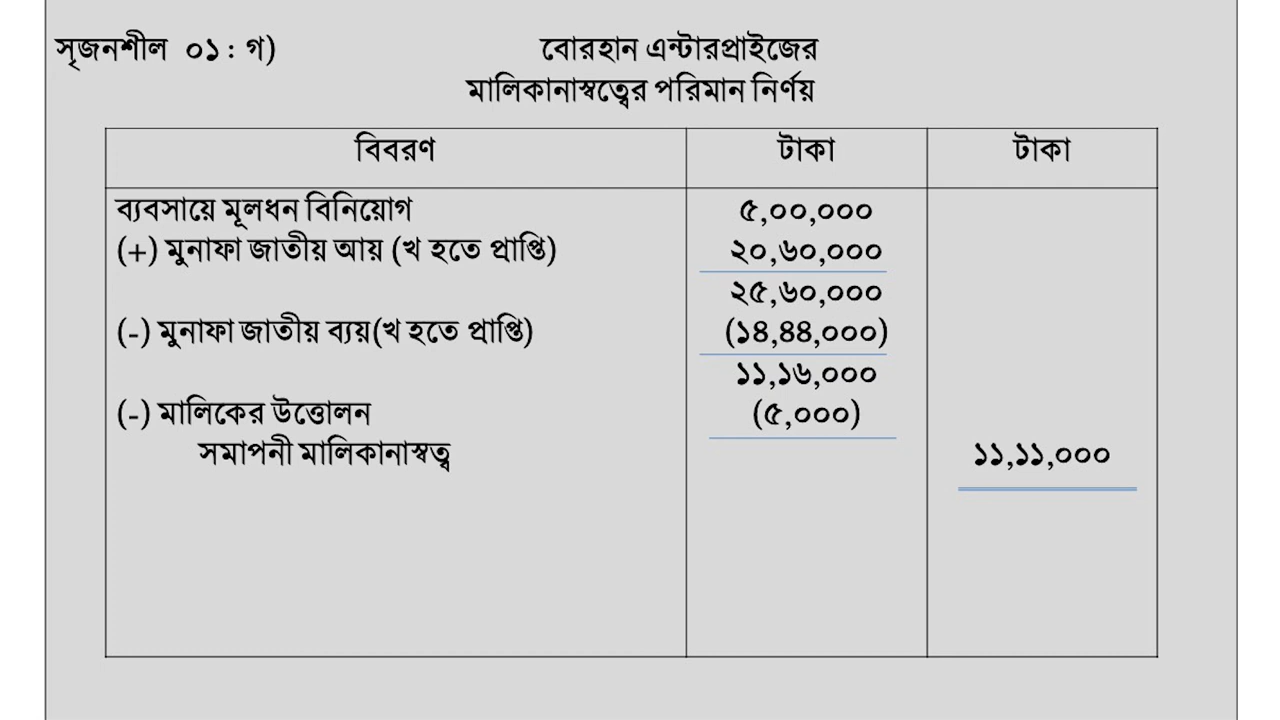 সৃজনশীল ০১ : গ) বোরহান এন্টারপ্রাইজের
মালিকানাস্বত্বের পরিমান নির্ণয়
বিবরণ টাকা টাকা
ব্যবসায়ে মূলধন বিনিয়োগ ৫,০০,০০০
(+) মুনাফা জাতীয় আয় (খ হতে প্রাপ্তি) ২০,৬০,০০০
২৫,৬০,০০০
(-) মুনাফা জাতীয় ব্যয়(খ হতে প্রাপ্তি) (১৪,৪৪,০০০)
১১,১৬,০০০
(-) মালিকের উত্তোলন (৫,০০০)
সমাপনী মালিকানাস্বত্ব ১১,১১,০০০